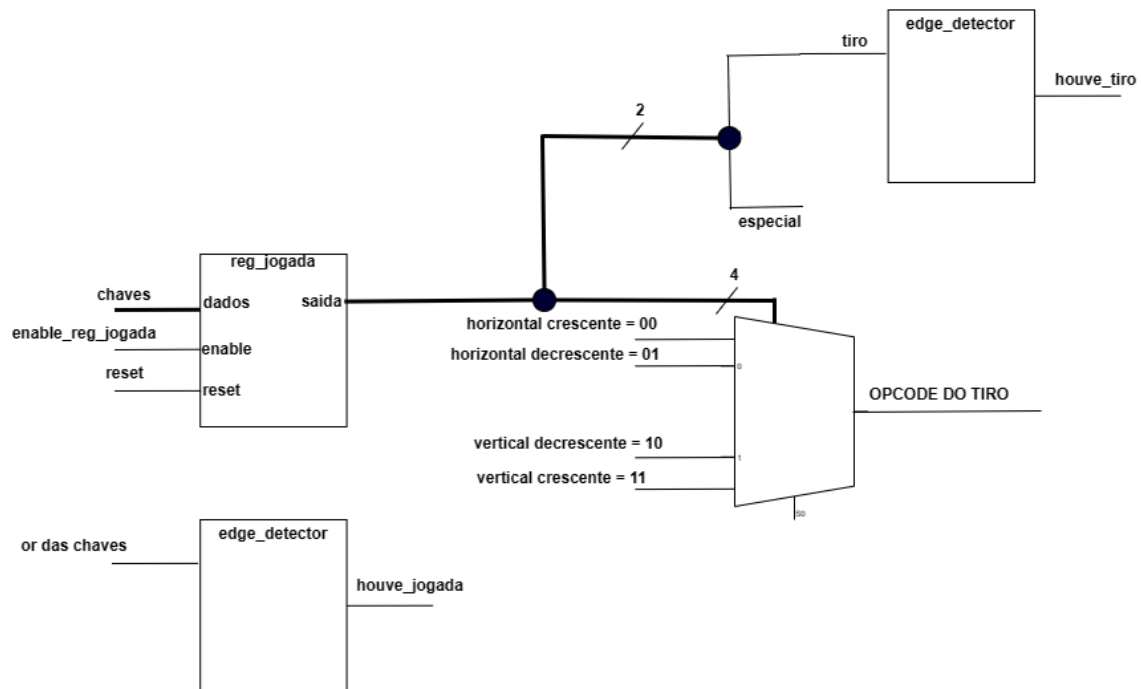 edge_detector
tiro
houve_tiro
2
especial
reg_jogada
chaves
dados
saida
4
enable_reg_jogada
enable
reset
reset
horizontal crescente = 00
horizontal decrescente = 01
0
OPCODE DO TIRO
vertical decrescente = 10
1
vertical crescente = 11
S0
edge_detector
or das chaves
houve_jogada